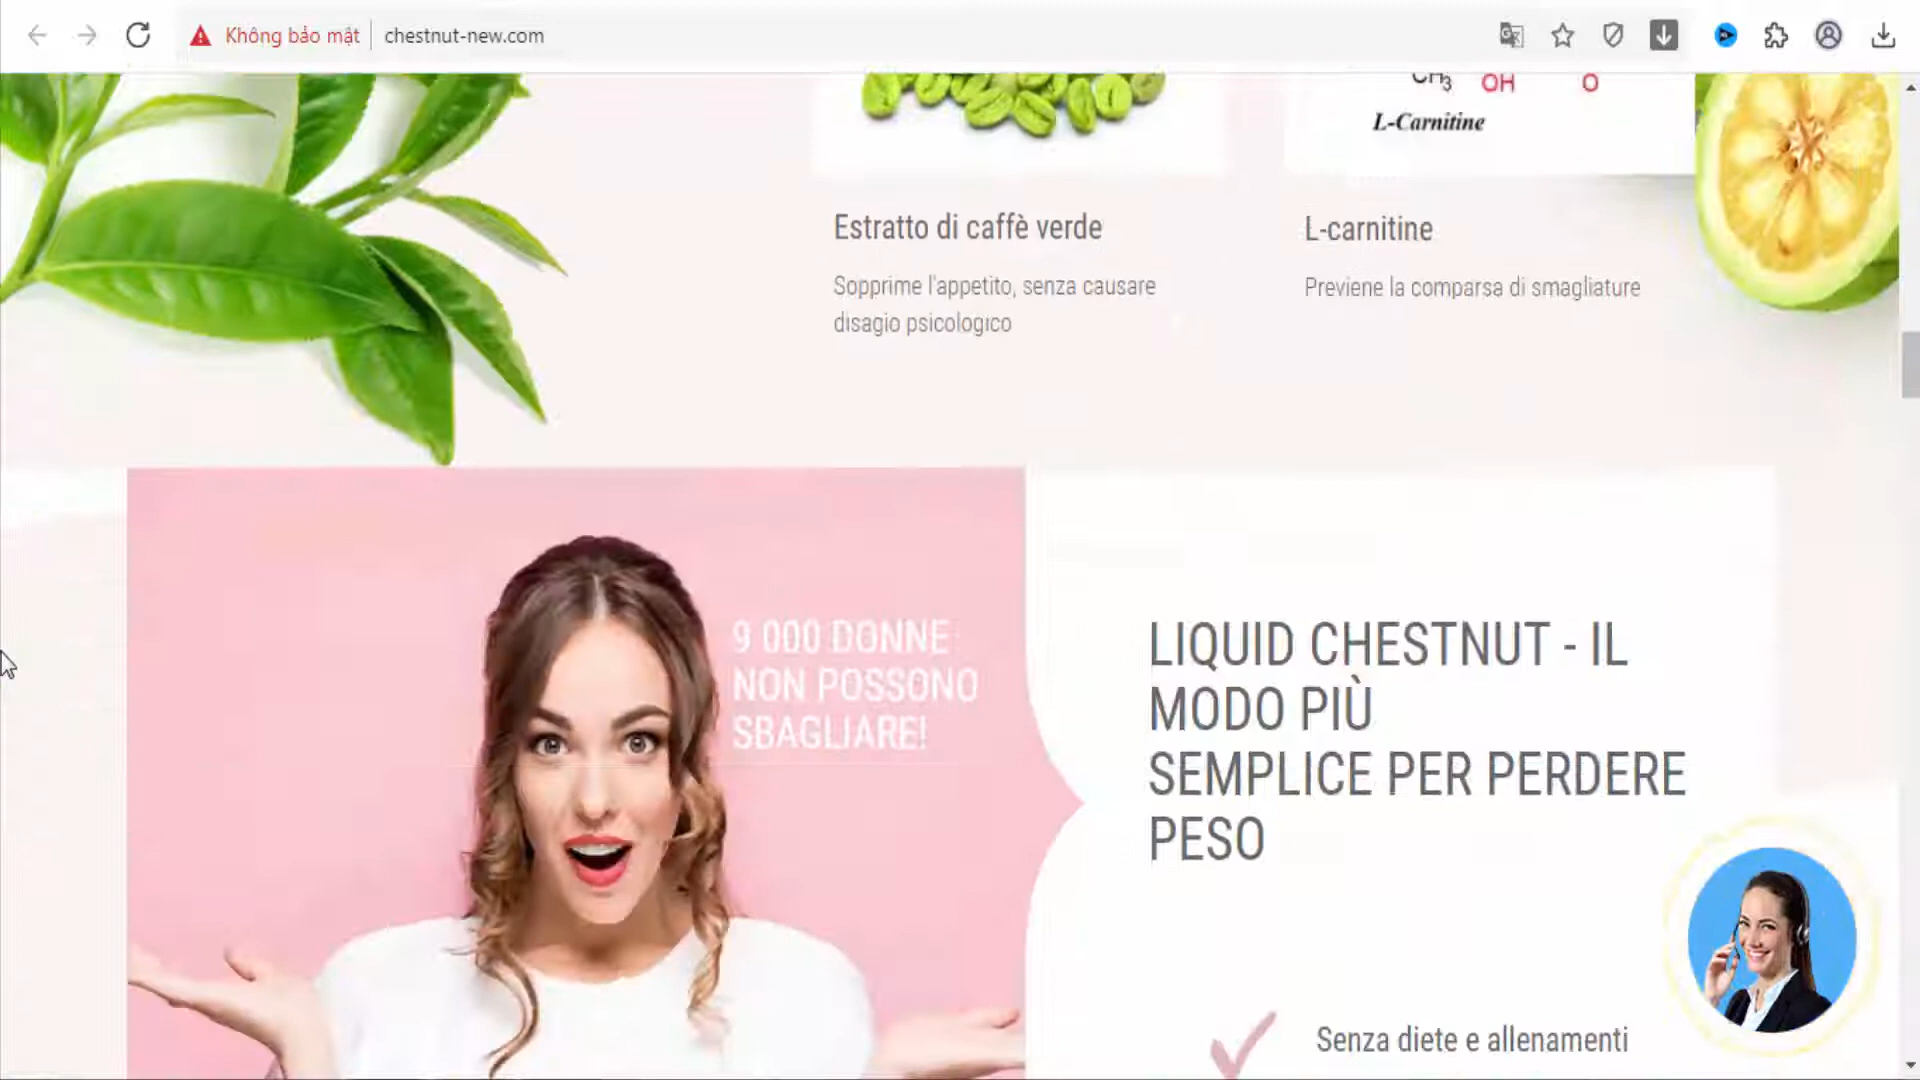 Không bảo mật
chestnut-new.com
CH3 OH O
L-Carnitine
Estratto di caffè verde
Sopprime l'appetito, senza causare
disagio psicologico
L-carnitine
Previene la comparsa di smagliature
9 000 DONNE
NON POSSONO
SBAGLIARE!
LIQUID CHESTNUT - IL
MODO PIÙ
SEMPLICE PER PERDERE
PESO
Senza diete e allenamenti